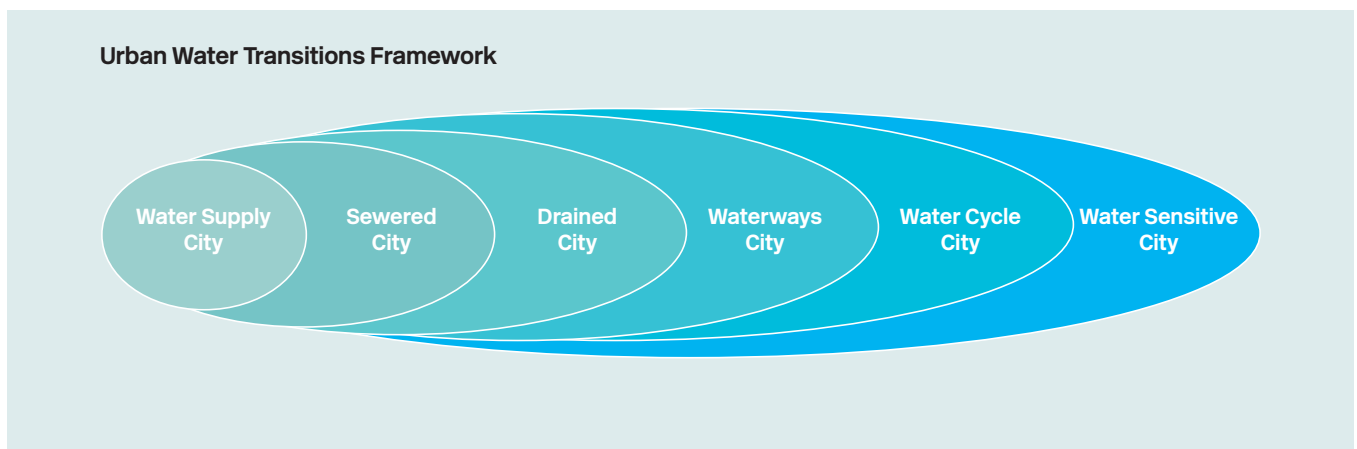 Urban Water Transitions Framework
Water Supply
City
Sewered
City
Drained
City
Waterways
City
Water Cycle
City
Water Sensitive
City